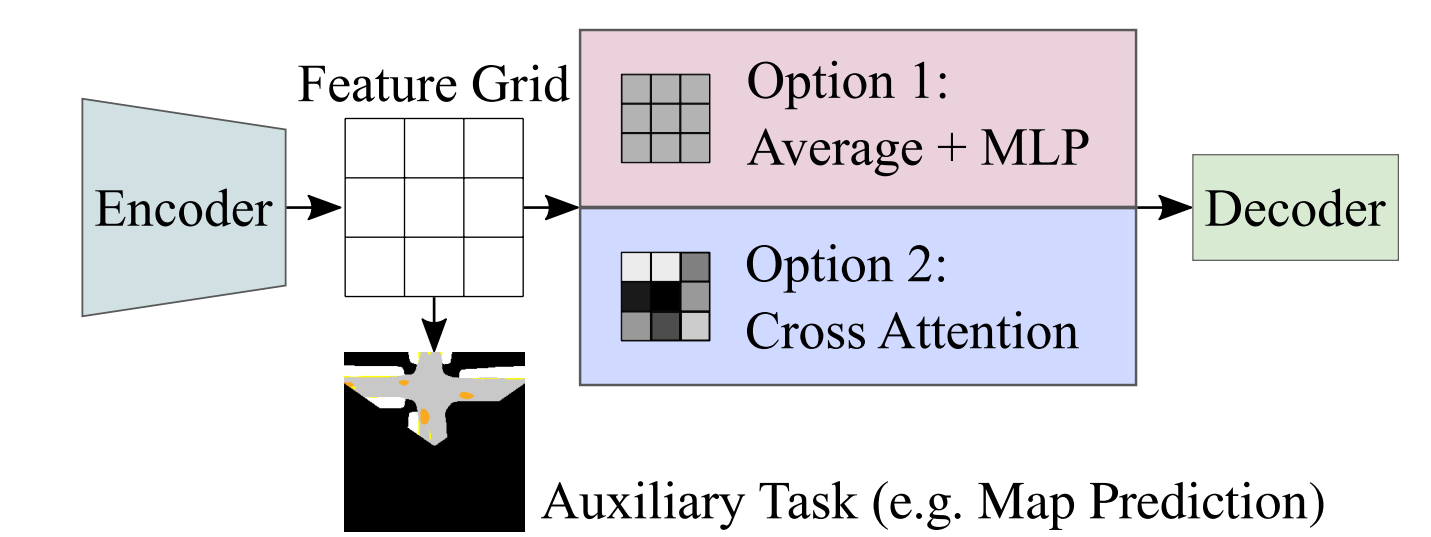 Encoder
Feature Grid
Option 1:
Average + MLP
Option 2:
Cross Attention
Decoder
Auxiliary Task (e.g. Map Prediction)